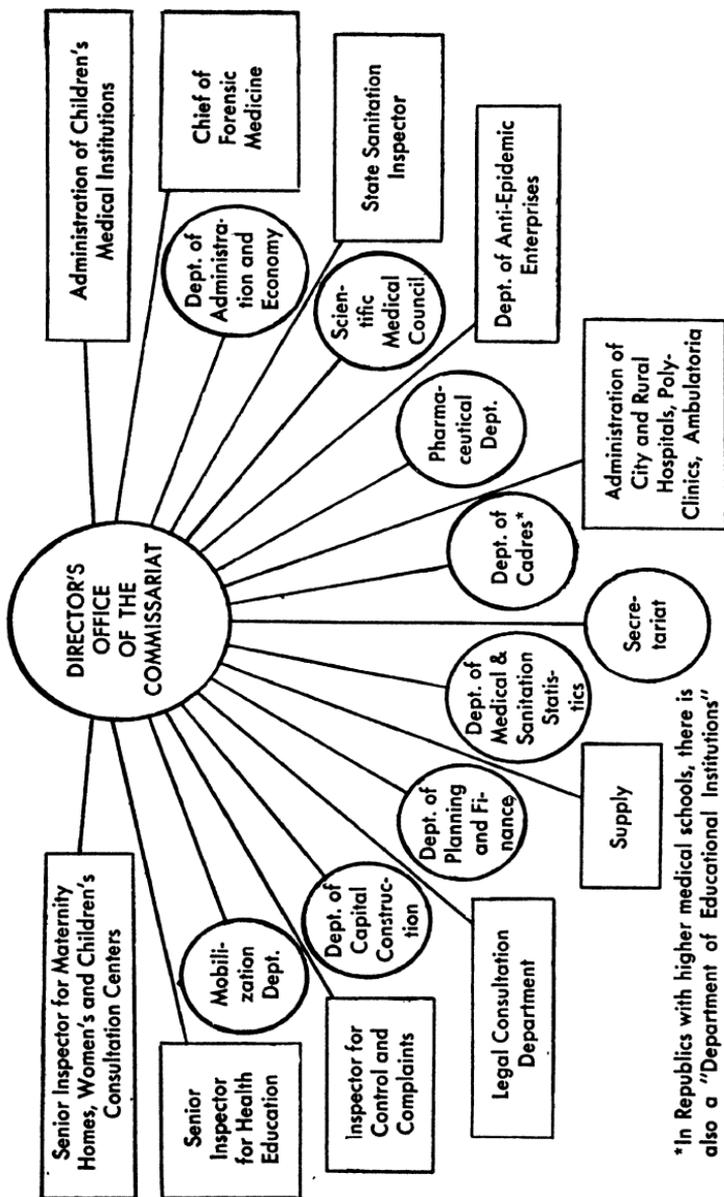 DIRECTOR'S
OFFICE
OF THE
COMMISSARIAT
Senior Inspector for Maternity
Homes, Women's and Children's
Consultation Centers
Senior
Inspector
for Health
Education
Mobili-
zation
Dept.
Inspector for
Control and
Complaints
Dept. of
Capital
Construc-
tion
Legal Consultation
Department
Dept. of
Planning
and Fi-
nance
Supply
Dept. of
Medical &
Sanitation
Statis-
tics
Secre-
tariat
Dept. of
Cadres*
Administration of
City and Rural
Hospitals, Poly-
Clinics, Ambulatoria
Pharma-
ceutical
Dept.
Dept. of Anti-Epidemic
Enterprises
Scien-
tific
Medical
Council
State Sanitation
Inspector
Dept. of
Administra-
tion and
Economy
Chief of
Forensic
Medicine
Administration of Children's
Medical Institutions
*In Republics with higher medical schools, there is
also a "Department of Educational Institutions"